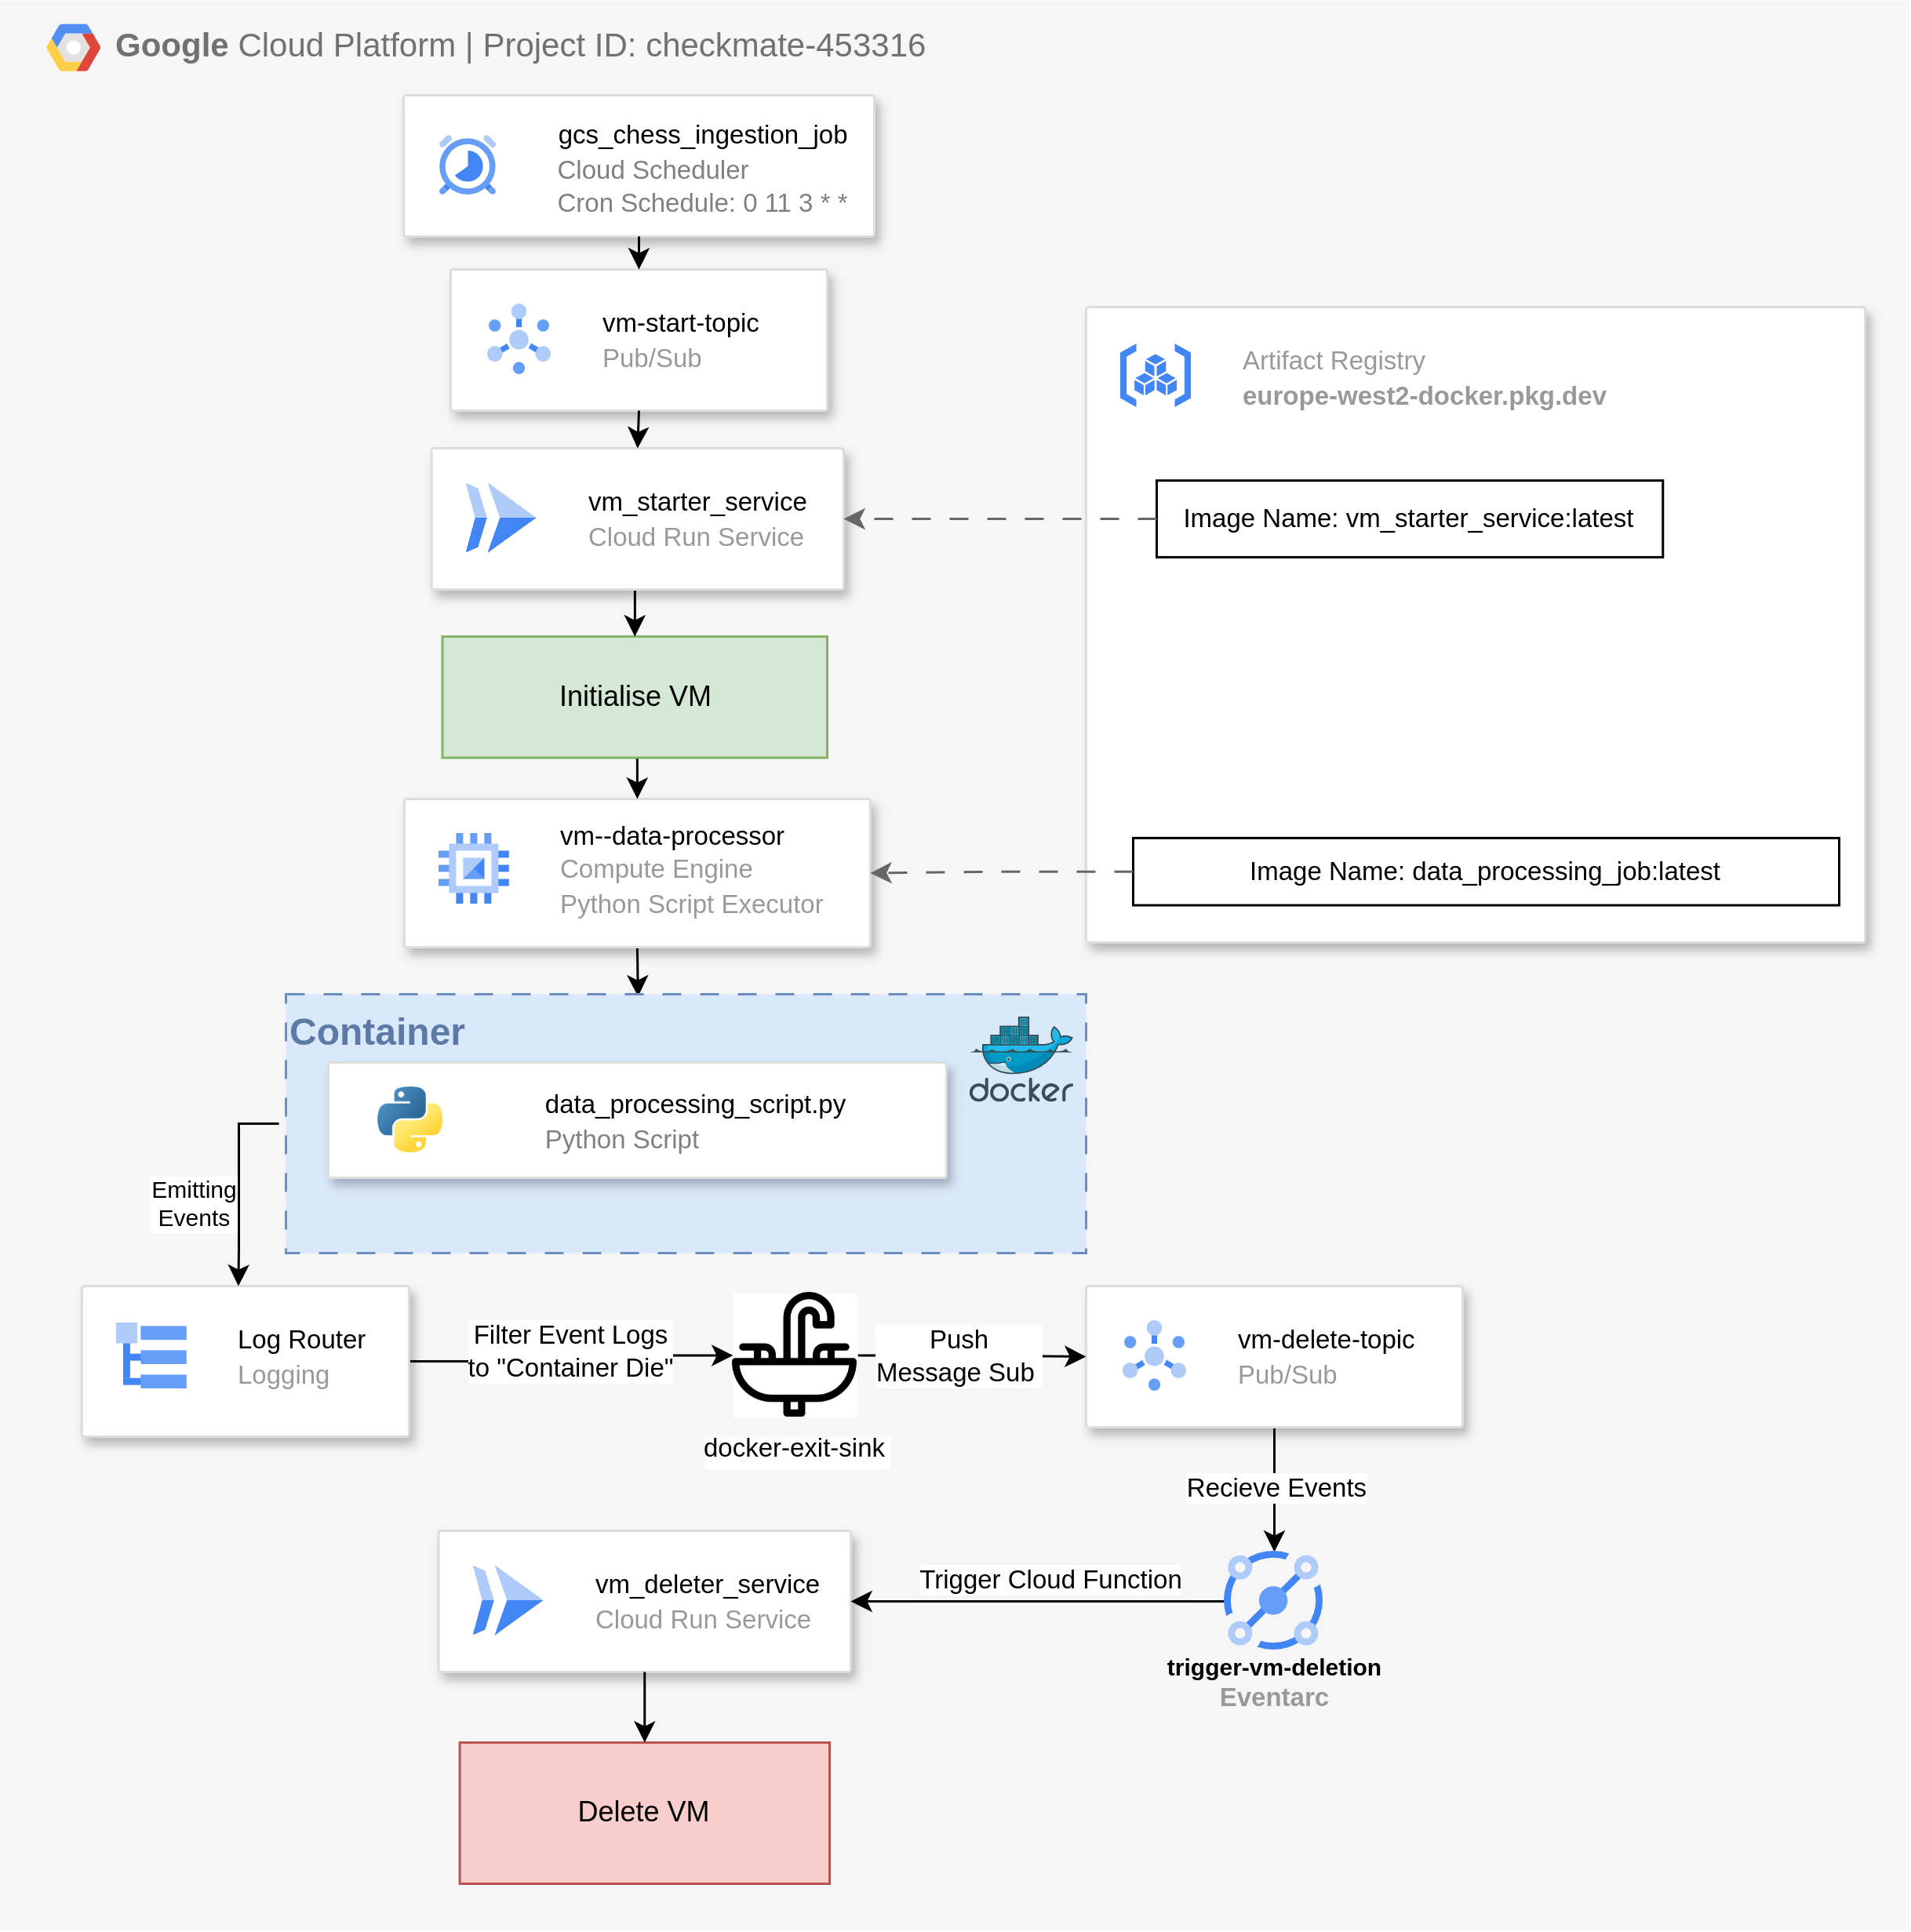 Google Cloud Platform | Project ID: checkmate-453316
gcs_chess_ingestion_job
Cloud Scheduler
Cron Schedule: 0 11 3 * *
vm-start-topic
Pub/Sub
Artifact Registry
europe-west2-docker.pkg.dev
vm_starter_service
Cloud Run Service
Image Name: vm_starter_service:latest
Initialise VM
vm--data-processor
Compute Engine
Python Script Executor
Image Name: data_processing_job:latest
Container
docker
data_processing_script.py
Python Script
Emitting
Events
Log Router
Logging
Filter Event Logs
to "Container Die"
docker-exit-sink
Push
Message Sub
vm-delete-topic
Pub/Sub
Recieve Events
vm_deleter_service
Cloud Run Service
Trigger Cloud Function
trigger-vm-deletion
Eventarc
Delete VM